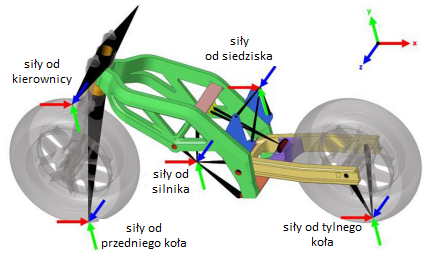 siły od
kierownicy
siły
od siedziska
y
x
z
siły od
silnika
siły od
przedniego koła
siły od tylnego
koła